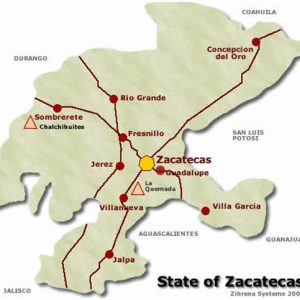 COAHUILA
DURANGO
Concepcion
del Oro
Rio Grande
Sombrerete
Chalchihuites
Fresnillo
SAN LUIS
POTOSI
Zacatecas
Jerez
Guadalupe
La
Quemada
Villanueva
Villa Garcia
AGUASCALIENTES
GUANAJUA
Jalpa
JALISCO
State of Zacatecas
Zihrena Systems 200